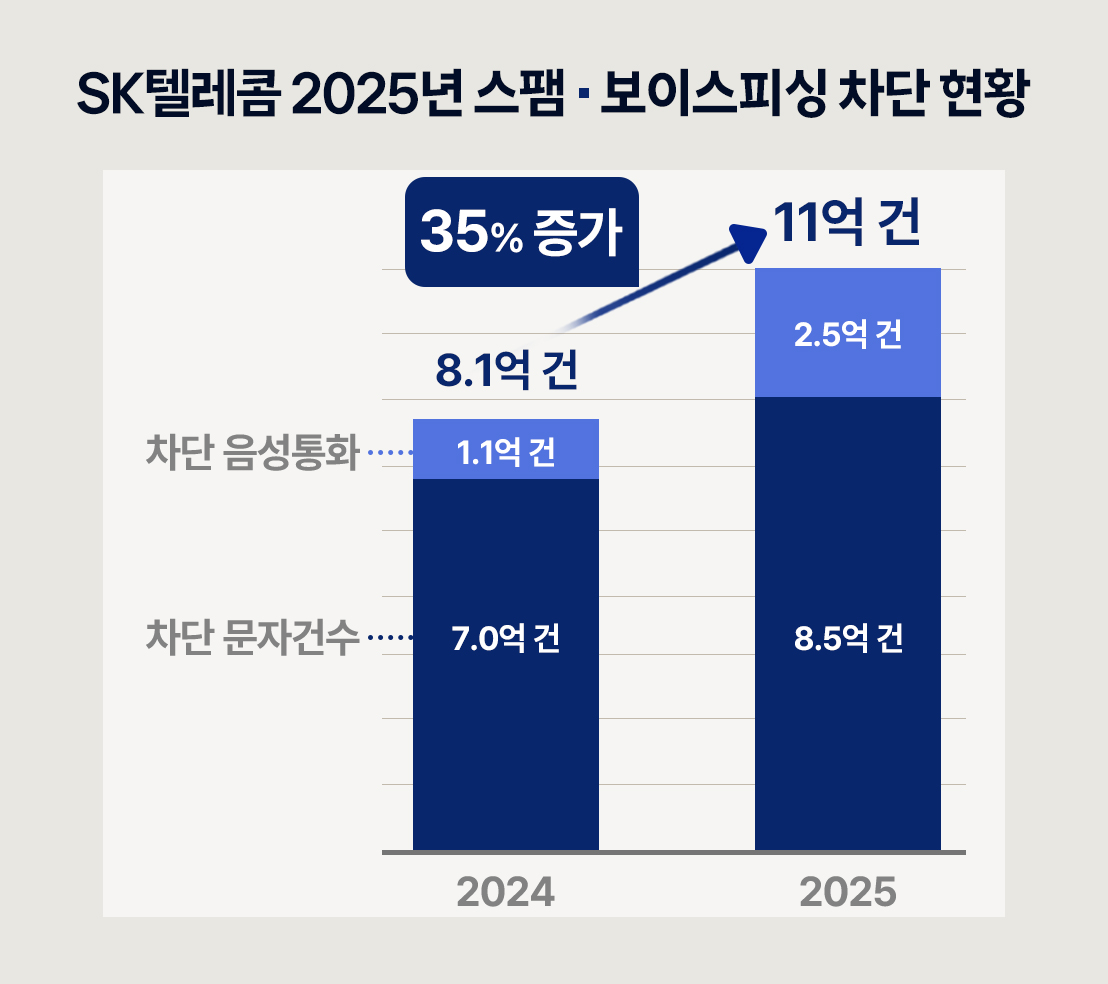 SK텔레콤 2025년 스팸 · 보이스피싱 차단 현황
35% 증가
11억 건
2.5억 건
8.1억 건
차단 음성통화
1.1억 건
차단 문자건수
7.0억 건
8.5억 건
2024
2025